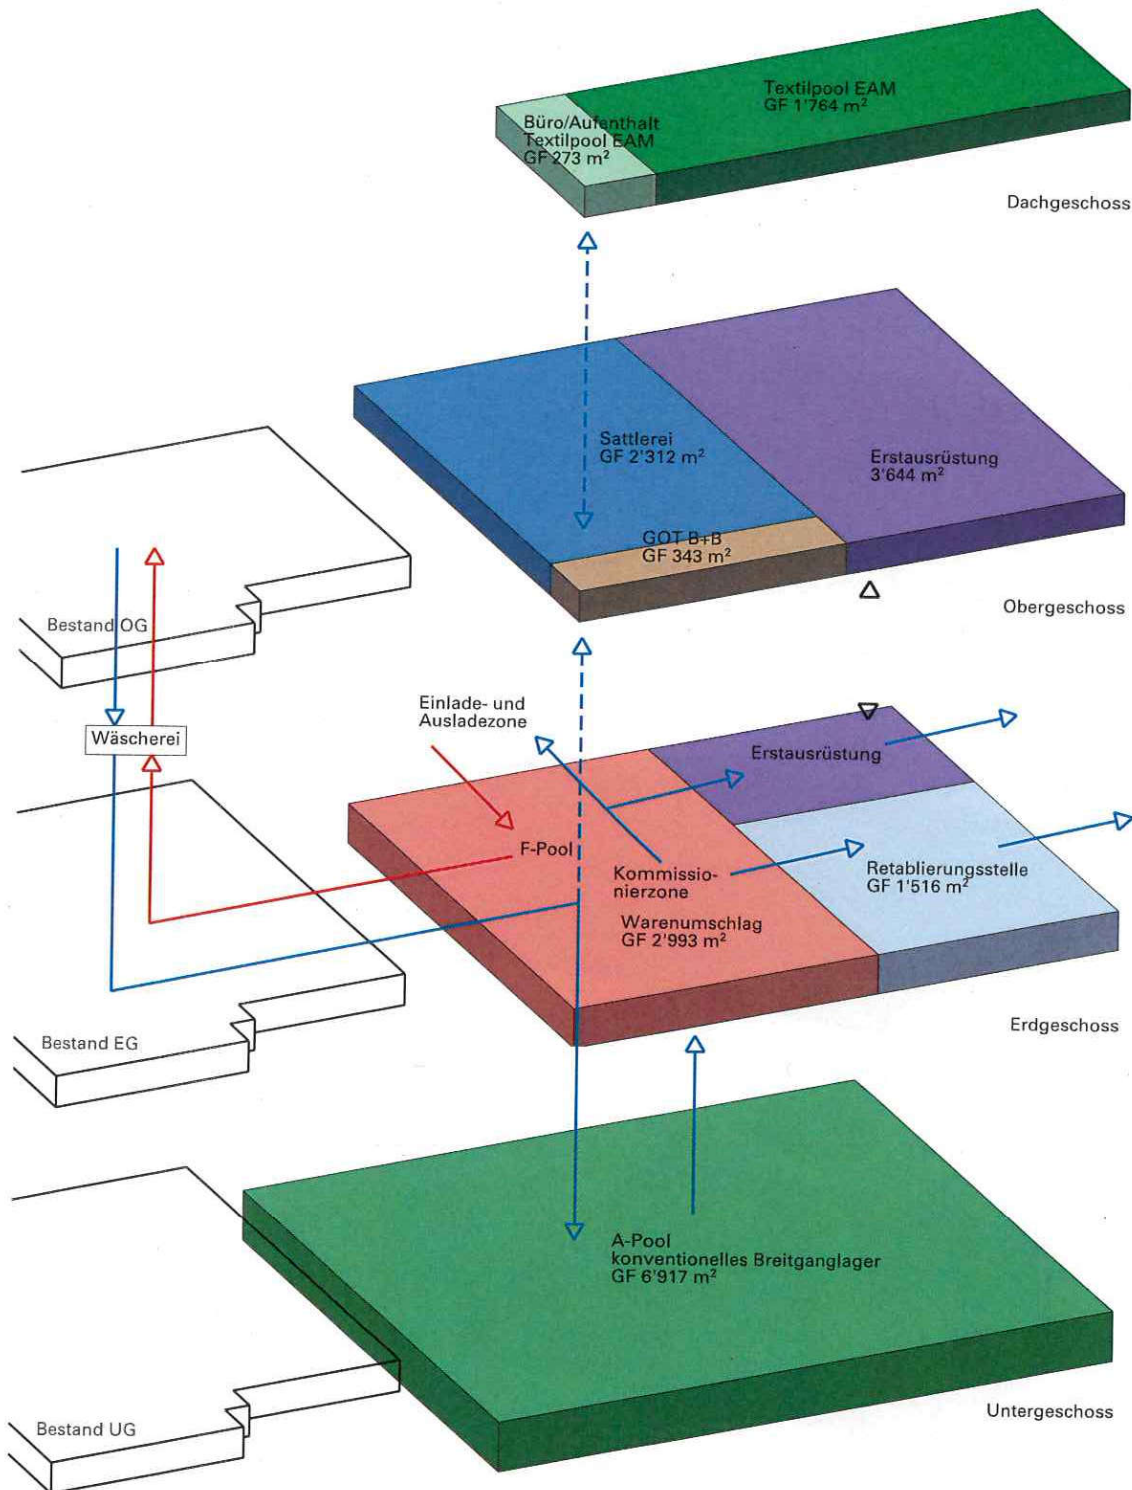 Textilpool EAM
GF 1'764 m²
Büro/Aufenthalt
Textilpool EAM
GF 273 m²
Dachgeschoss
Sattlerei
GF 2'312 m²
Erstausrüstung
3'644 m²
GOT B+B
GF 343 m²
Obergeschoss
Bestand OG
Wäscherei
Einlade- und
Ausladezone
Erstausrüstung
F-Pool
Kommissio-
nierzone
Retablierungsstelle
GF 1'516 m²
Warenumschlag
GF 2'993 m²
Erdgeschoss
Bestand EG
A-Pool
konventionelles Breitganglager
GF 6'917 m²
Untergeschoss
Bestand UG